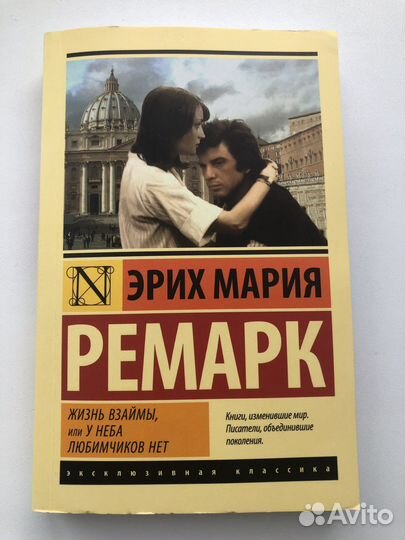 N
ЭРИХ МАРИЯ
РЕМАРК
ЖИЗНЬ ВЗАЙМЫ,
ИЛИ У НЕБА
ЛЮБИМЧИКОВ НЕТ
Книги, изменившие мир.
Писатели, объединившие
поколения.
эксклюзивная классика
Avito